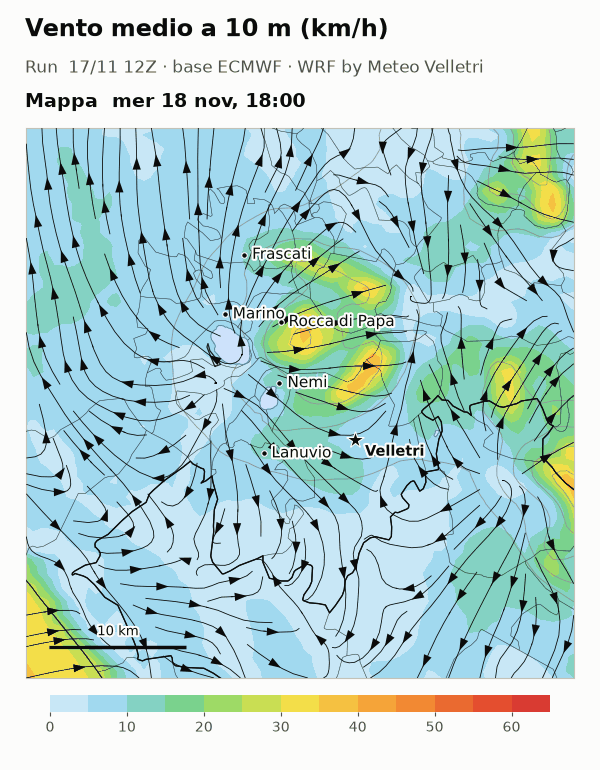 Vento medio a 10 m (km/h)
Run 17/11 12Z · base ECMWF · WRF by Meteo Velletri
Mappa mer 18 nov, 18:00
Frascati
Marino
Rocca di Papa
Nemi
Velletri
Lanuvio
10 km
0 10 20 30 40 50 60